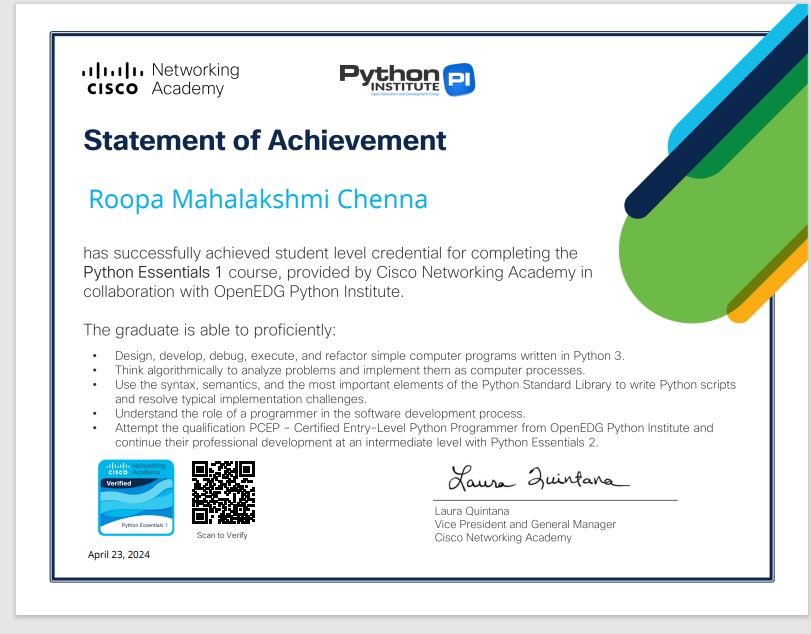 CISCO Networking Academy
Python INSTITUTE PI
Open Education and Development Group
Statement of Achievement
Roopa Mahalakshmi Chenna
has successfully achieved student level credential for completing the
Python Essentials 1 course, provided by Cisco Networking Academy in
collaboration with OpenEDG Python Institute.
The graduate is able to proficiently:
• Design, develop, debug, execute, and refactor simple computer programs written in Python 3.
• Think algorithmically to analyze problems and implement them as computer processes.
• Use the syntax, semantics, and the most important elements of the Python Standard Library to write Python scripts
and resolve typical implementation challenges.
• Understand the role of a programmer in the software development process.
• Attempt the qualification PCEP – Certified Entry-Level Python Programmer from OpenEDG Python Institute and
continue their professional development at an intermediate level with Python Essentials 2.
CISCO Networking Academy
Verified
Python Essentials 1
Scan to Verify
April 23, 2024
Laura Quintana
Laura Quintana
Vice President and General Manager
Cisco Networking Academy